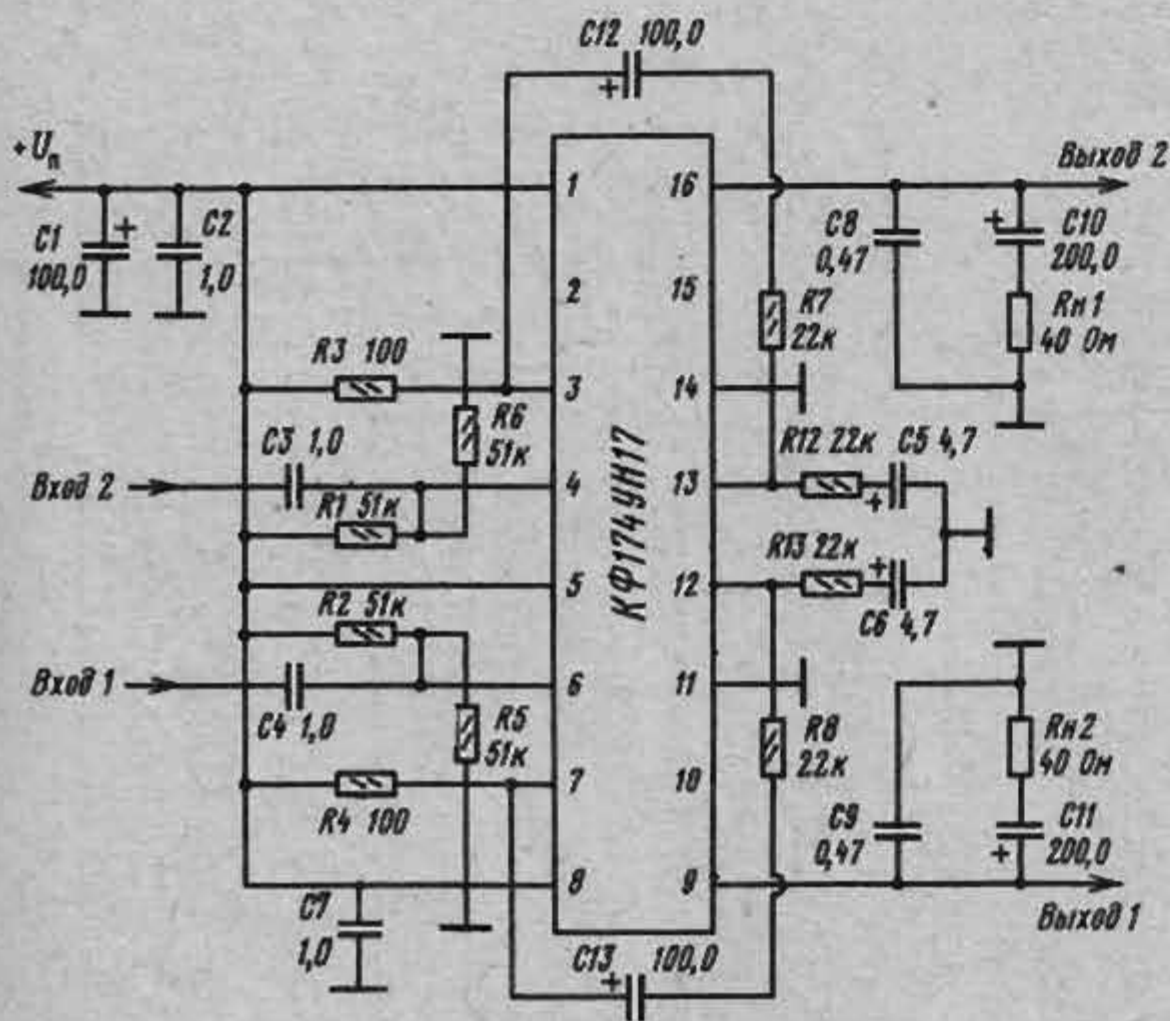 C12 100,0
+Uп
Выход 2
1
16
C1
100,0
+
C2
1,0
C8
0,47
+
C10
200,0
2
15
R7
22к
Rн1
40 Ом
R3 100
3
14
R6
51к
C3 1,0
R12 22к
C5 4,7
Вход 2
4
13
+
R1 51к
КФ174УН17
R13 22к
+
5
12
R2 51к
C6 4,7
Вход 1
6
11
C4 1,0
R5
51к
R8
22к
Rн2
40 Ом
7
10
R4 100
C9
0,47
C11
200,0
+
8
9
C7
1,0
Выход 1
C13
100,0
+
+